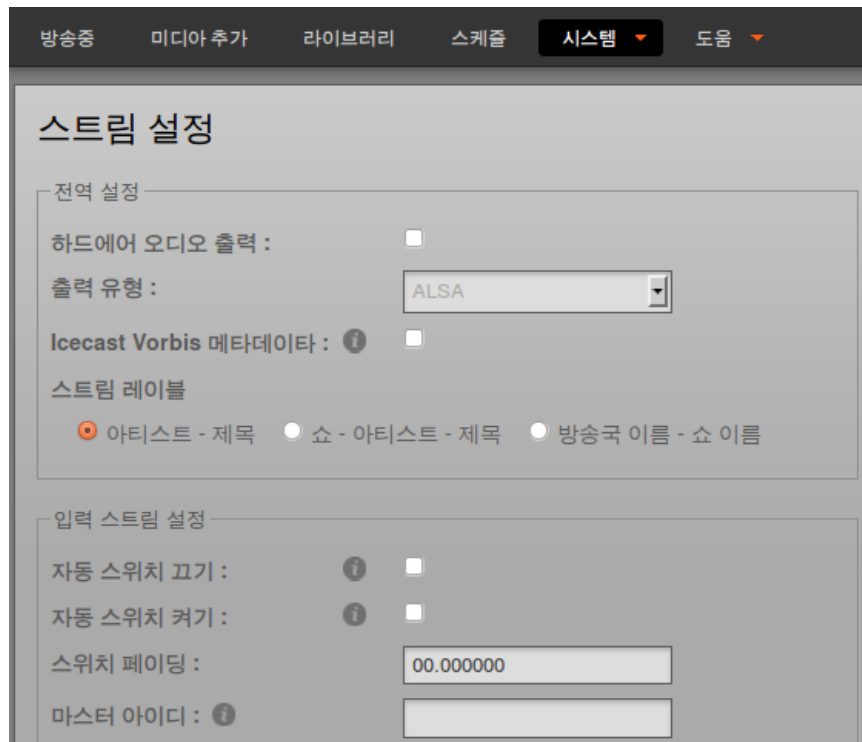 방송중 미디어 추가 라이브러리 스케쥴 시스템 도움
스트림 설정
전역 설정
하드에어 오디오 출력 :
출력 유형 : ALSA
Icecast Vorbis 메타데이타 : i
스트림 레이블
아티스트 - 제목 쇼 - 아티스트 - 제목 방송국 이름 - 쇼 이름
입력 스트림 설정
자동 스위치 끄기 : i
자동 스위치 켜기 : i
스위치 페이딩 : 00.000000
마스터 아이디 : i